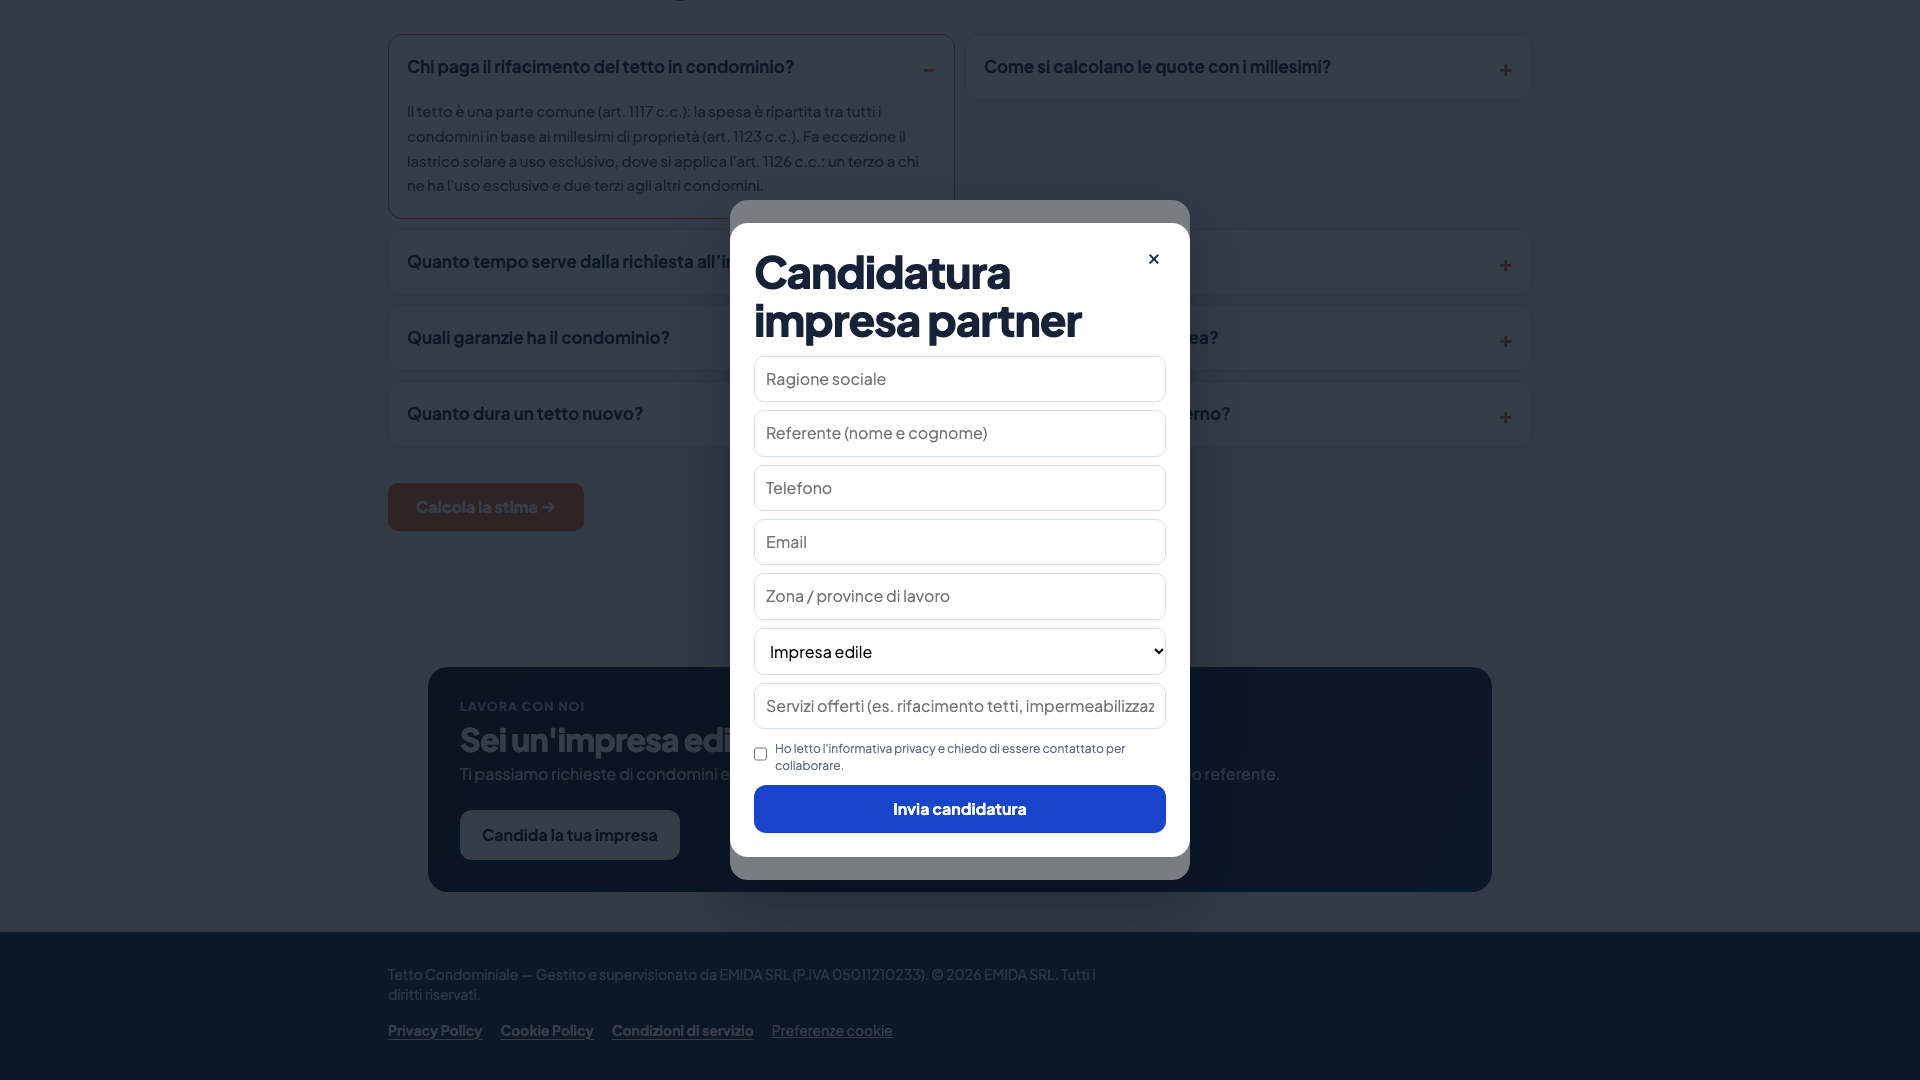 Chi paga il rifacimento del tetto in condominio?
–
Il tetto è una parte comune (art. 1117 c.c.): la spesa è ripartita tra tutti i
condomini in base ai millesimi di proprietà (art. 1123 c.c.). Fa eccezione il
lastrico solare a uso esclusivo, dove si applica l'art. 1126 c.c.: un terzo a chi
ne ha l'uso esclusivo e due terzi agli altri condomini.
Come si calcolano le quote con i millesimi?
+
Quanto tempo serve dalla richiesta all'
+
Quali garanzie ha il condominio?
+
Quanto dura un tetto nuovo?
+
Calcola la stima →
Candidatura
impresa partner
×
Ragione sociale
Referente (nome e cognome)
Telefono
Email
Zona / province di lavoro
Impresa edile
Servizi offerti (es. rifacimento tetti, impermeabilizzaz
Ho letto l'informativa privacy e chiedo di essere contattato per
collaborare.
Invia candidatura
LAVORA CON NOI
Sei un'impresa edi
Ti passiamo richieste di condomini e
o referente.
Candida la tua impresa
Tetto Condominiale — Gestito e supervisionato da EMIDA SRL (P.IVA 05011210233). © 2026 EMIDA SRL. Tutti i
diritti riservati.
Privacy Policy Cookie Policy Condizioni di servizio Preferenze cookie